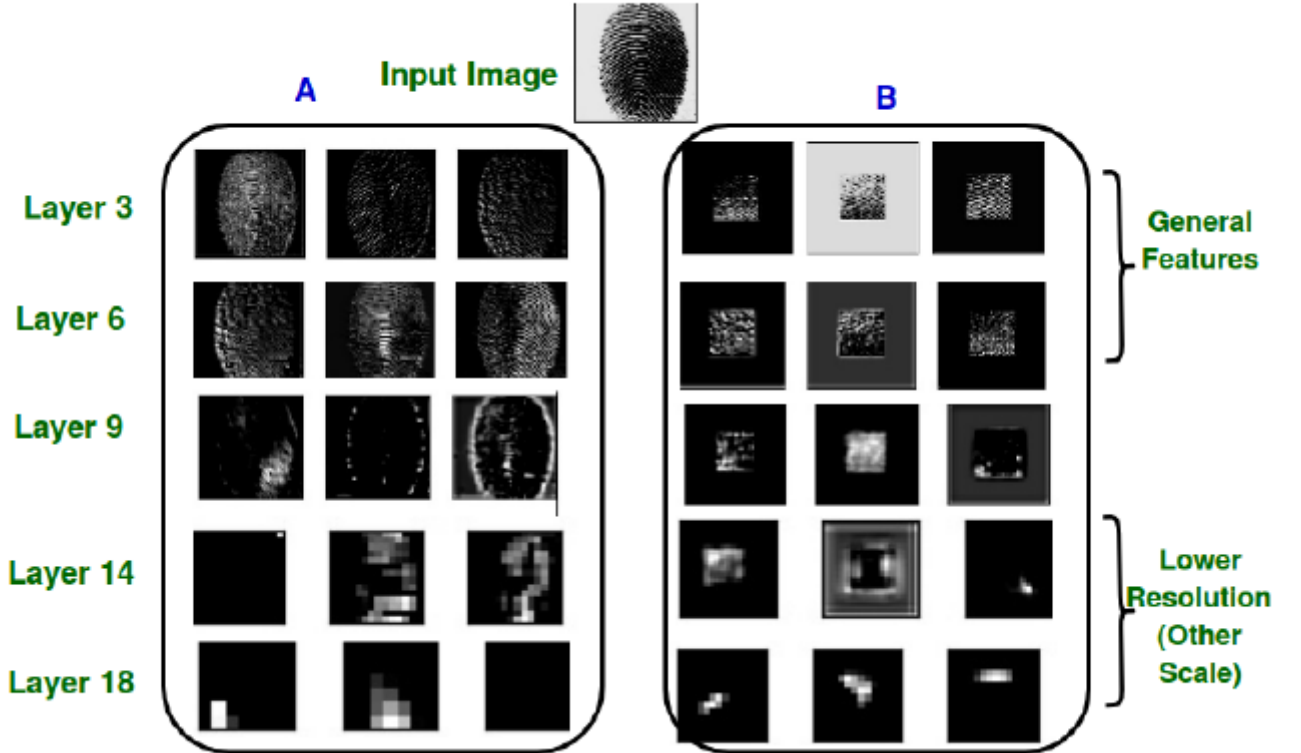 Input Image
A
B
Layer 3
Layer 6
Layer 9
Layer 14
Layer 18
General
Features
Lower
Resolution
(Other
Scale)